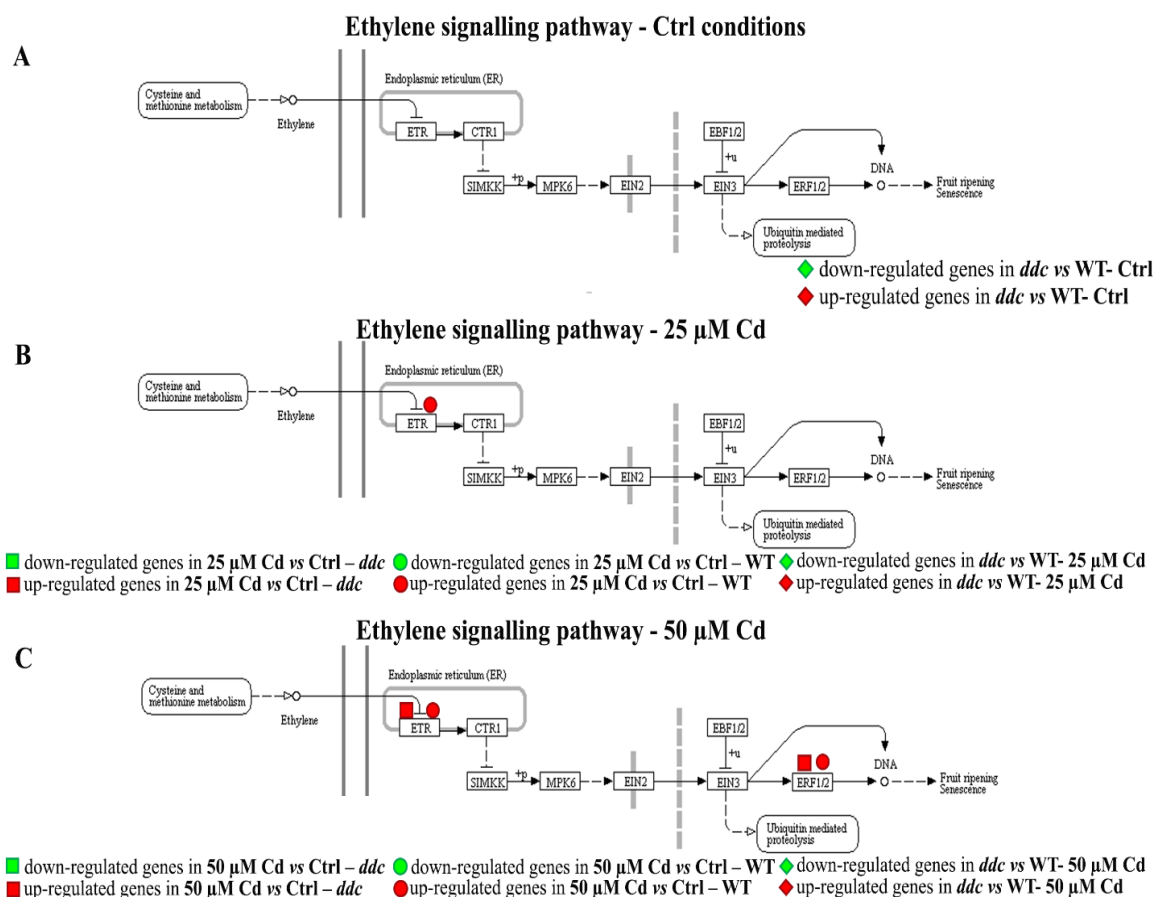 Ethylene signalling pathway - Ctrl conditions
A
Endoplasmic reticulum (ER)
Cysteine and
methionine metabolism
Ethylene
ETR
CTR1
EBF1/2
+u
DNA
SIMKK
+p
MPK6
EIN2
EIN3
ERF1/2
Fruit ripening
Senescence
Ubiquitin mediated
proteolysis
down-regulated genes in ddc vs WT- Ctrl
up-regulated genes in ddc vs WT- Ctrl
Ethylene signalling pathway - 25 µM Cd
B
Endoplasmic reticulum (ER)
Cysteine and
methionine metabolism
Ethylene
ETR
CTR1
EBF1/2
+u
DNA
SIMKK
+p
MPK6
EIN2
EIN3
ERF1/2
Fruit ripening
Senescence
Ubiquitin mediated
proteolysis
down-regulated genes in 25 µM Cd vs Ctrl – ddc down-regulated genes in 25 µM Cd vs Ctrl – WT down-regulated genes in ddc vs WT- 25 µM Cd
up-regulated genes in 25 µM Cd vs Ctrl – ddc up-regulated genes in 25 µM Cd vs Ctrl – WT up-regulated genes in ddc vs WT- 25 µM Cd
Ethylene signalling pathway - 50 µM Cd
C
Endoplasmic reticulum (ER)
Cysteine and
methionine metabolism
Ethylene
ETR
CTR1
EBF1/2
+u
DNA
SIMKK
+p
MPK6
EIN2
EIN3
ERF1/2
Fruit ripening
Senescence
Ubiquitin mediated
proteolysis
down-regulated genes in 50 µM Cd vs Ctrl – ddc down-regulated genes in 50 µM Cd vs Ctrl – WT down-regulated genes in ddc vs WT- 50 µM Cd
up-regulated genes in 50 µM Cd vs Ctrl – ddc up-regulated genes in 50 µM Cd vs Ctrl – WT up-regulated genes in ddc vs WT- 50 µM Cd